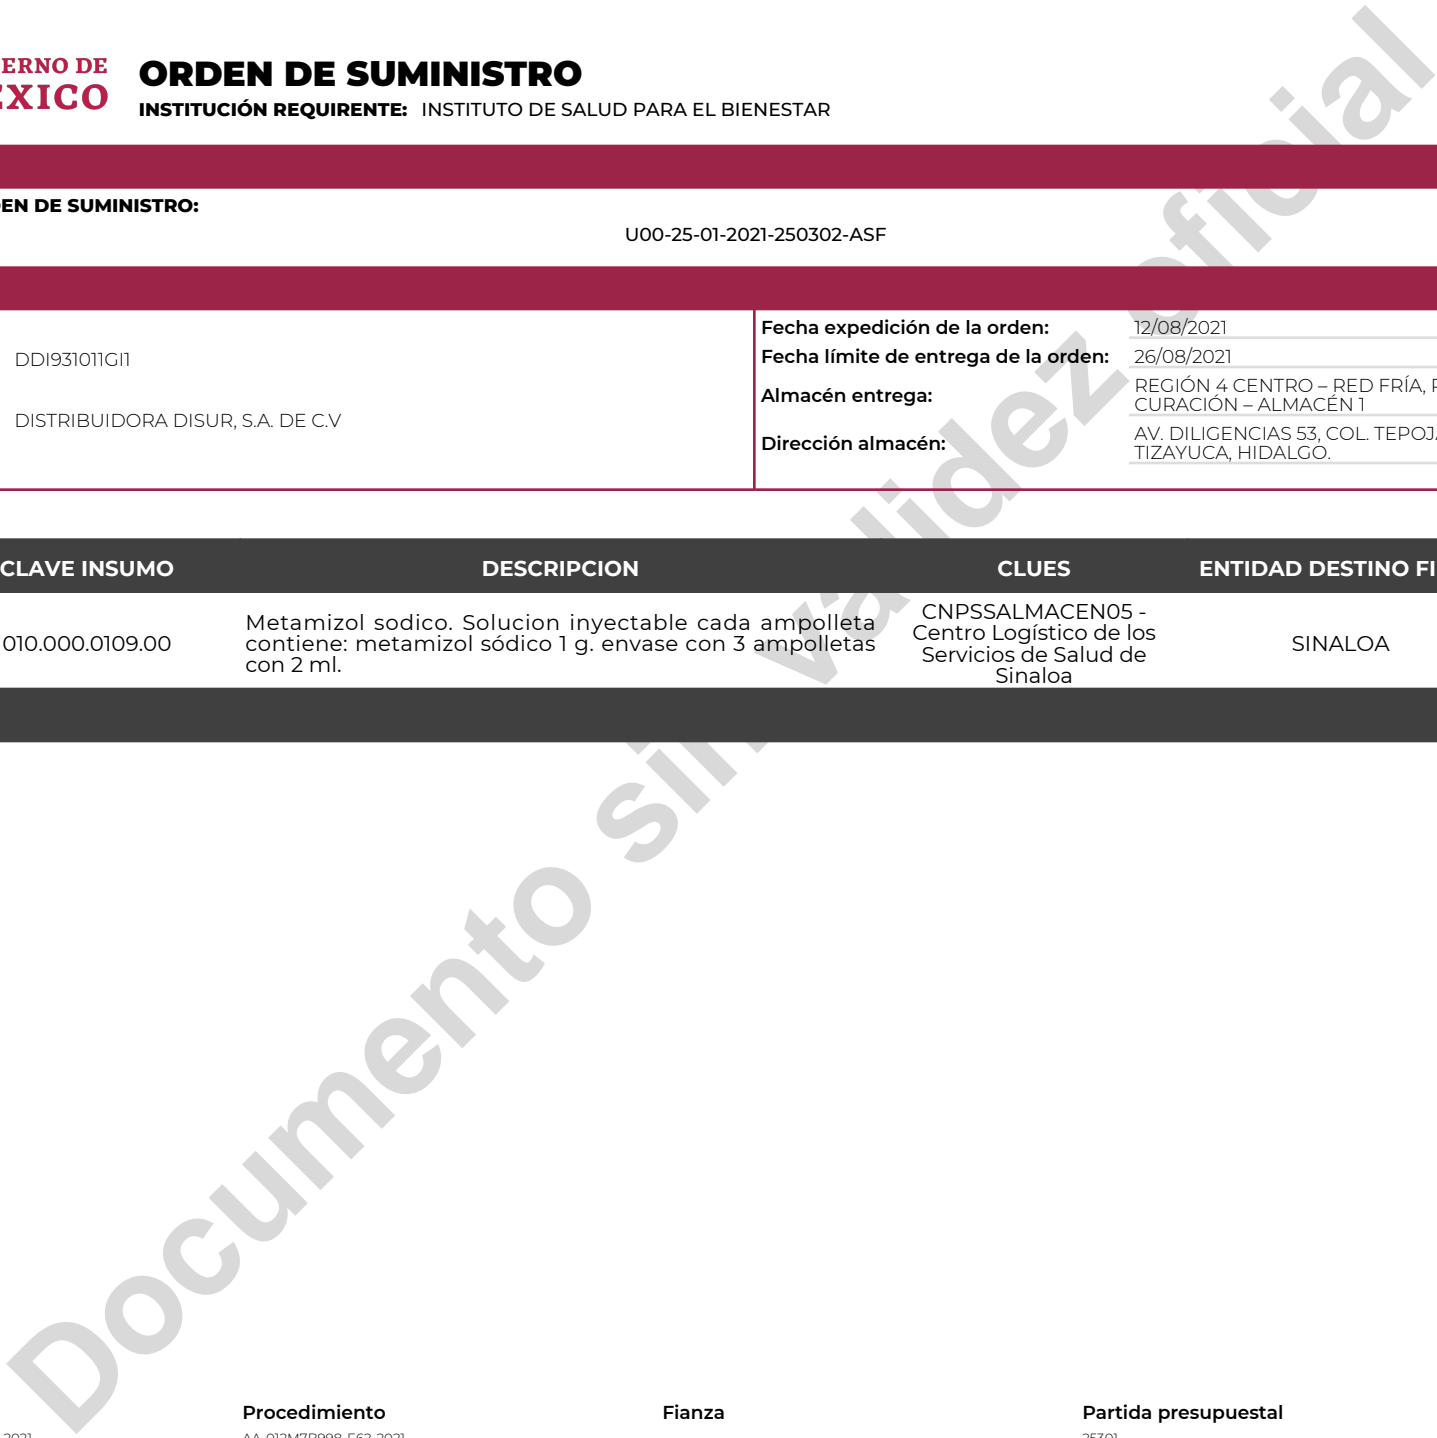 ORDEN DE SUMINISTRO
INSTITUCIÓN REQUIRENTE: INSTITUTO DE SALUD PARA EL BIENESTAR
DE SUMINISTRO:
U00-25-01-2021-250302-ASF
DDI931011GI1
DISTRIBUIDORA DISUR, S.A. DE C.V
Fecha expedición de la orden: 12/08/2021
Fecha límite de entrega de la orden: 26/08/2021
Almacén entrega: REGIÓN 4 CENTRO – RED FRÍA,
CURACIÓN – ALMACÉN 1
Dirección almacén: AV. DILIGENCIAS 53, COL.
TIZAYUCA, HIDALGO.
CLAVE INSUMO DESCRIPCION CLUES ENTIDAD DESTINO
010.000.0109.00
Metamizol sodico. Solucion inyectable cada ampolleta
contiene: metamizol sódico 1 g. envase con 3 ampolletas
con 2 ml.
CNPSSALMACEN05 -
Centro Logístico de los
Servicios de Salud de
Sinaloa
SINALOA
Documento sin validez oficial
Procedimiento Fianza Partida presupuestal